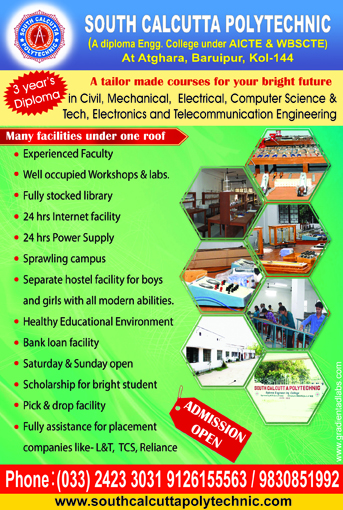 SOUTH CALCUTTA POLYTECHNIC
SOUTH CALCUTTA POLYTECHNIC
(A diploma Engg. College under AICTE & WBSCTE)
At Atghara, Baruipur, Kol-144
3 year's
Diploma
A tailor made courses for your bright future
in Civil, Mechanical, Electrical, Computer Science &
Tech, Electronics and Telecommunication Engineering
Many facilities under one roof
• Experienced Faculty
• Well occupied Workshops & labs.
• Fully stocked library
• 24 hrs Internet facility
• 24 hrs Power Supply
• Sprawling campus
• Separate hostel facility for boys
and girls with all modern abilities.
• Healthy Educational Environment
• Bank loan facility
• Saturday & Sunday open
• Scholarship for bright student
• Pick & drop facility
• Fully assistance for placement
companies like- L&T, TCS, Reliance
SOUTH CALCUTTA POLYTECHNIC
ADMISSION
OPEN
www.gradientadlabs.com
Phone:(033) 2423 3031 9126155563 / 9830851992
www.southcalcuttapolytechnic.com